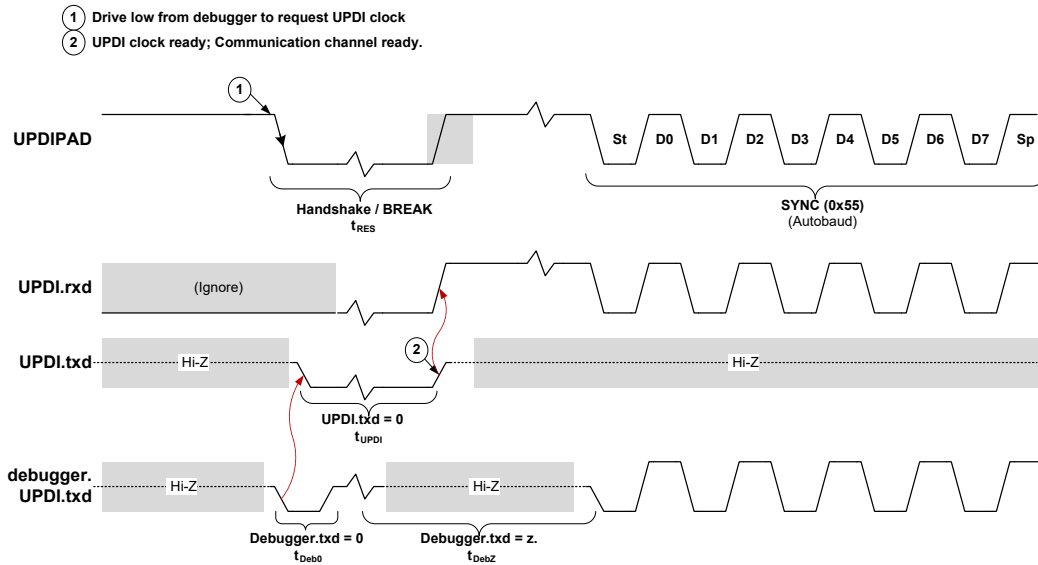 1 Drive low from debugger to request UPDI clock
2 UPDI clock ready; Communication channel ready.
1
UPDIPAD
St D0 D1 D2 D3 D4 D5 D6 D7 Sp
Handshake / BREAK
tRES
SYNC (0x55)
(Autobaud)
UPDI.rxd
(Ignore)
UPDI.txd
Hi-Z
2
Hi-Z
UPDI.txd = 0
tUPDI
debugger.
UPDI.txd
Hi-Z
Hi-Z
Debugger.txd = 0
tDeb0
Debugger.txd = z.
tDebZ